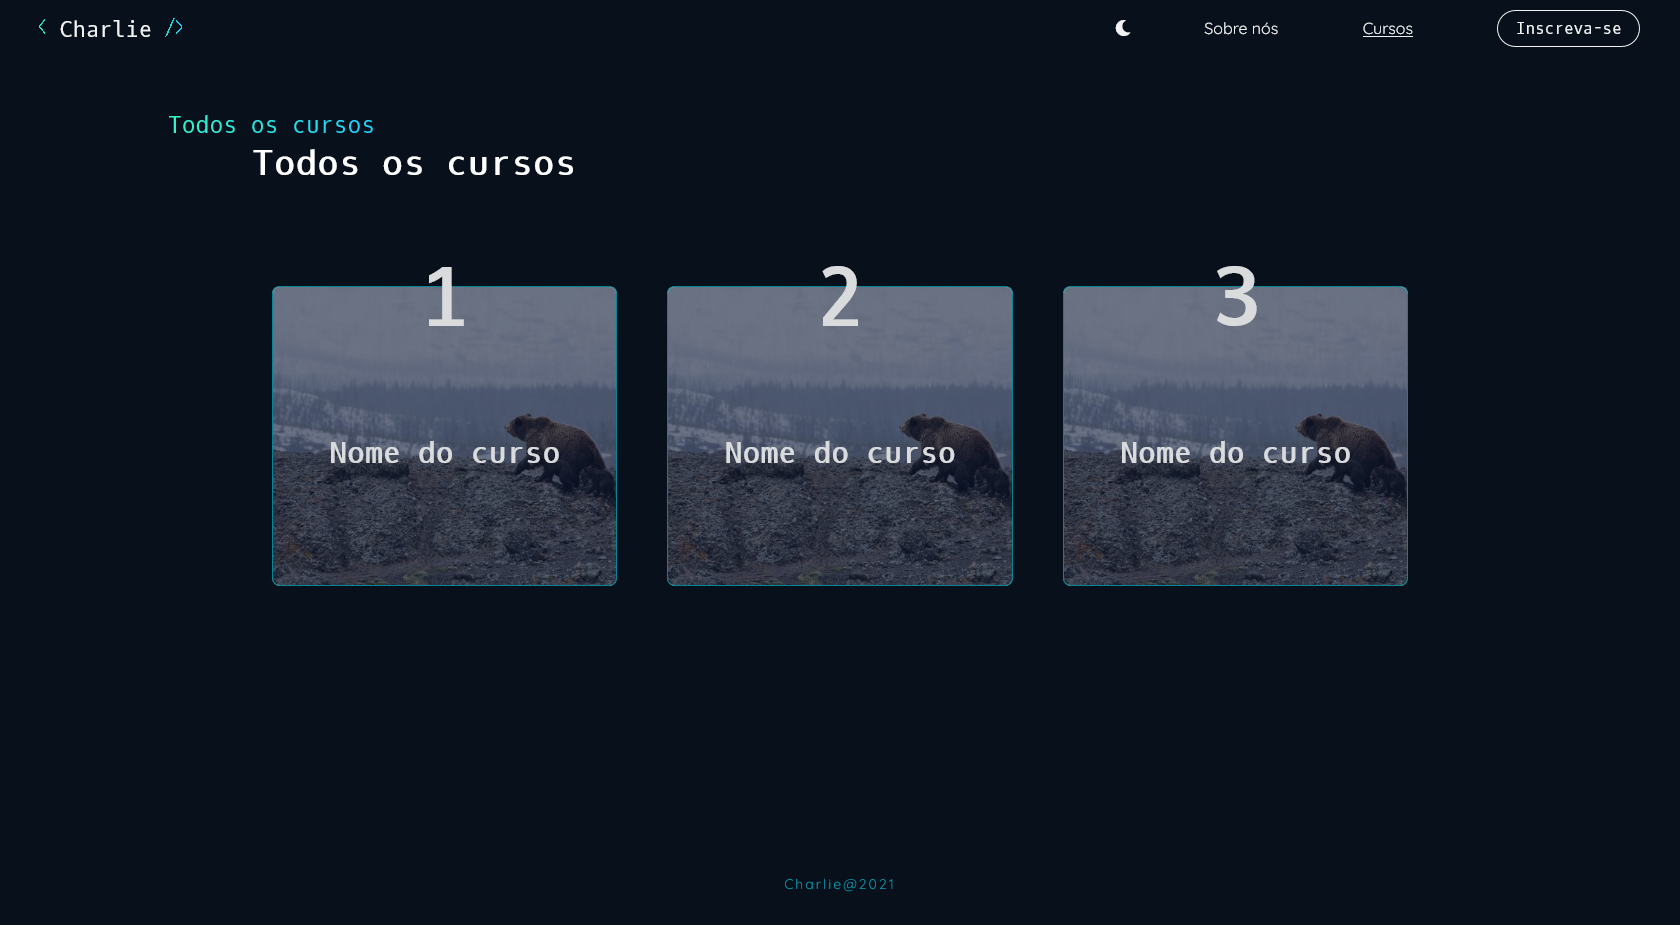 < Charlie />
Sobre nós
Cursos
Inscreva-se
Todos os cursos
Todos os cursos
1
Nome do curso
2
Nome do curso
3
Nome do curso
Charlie@2021